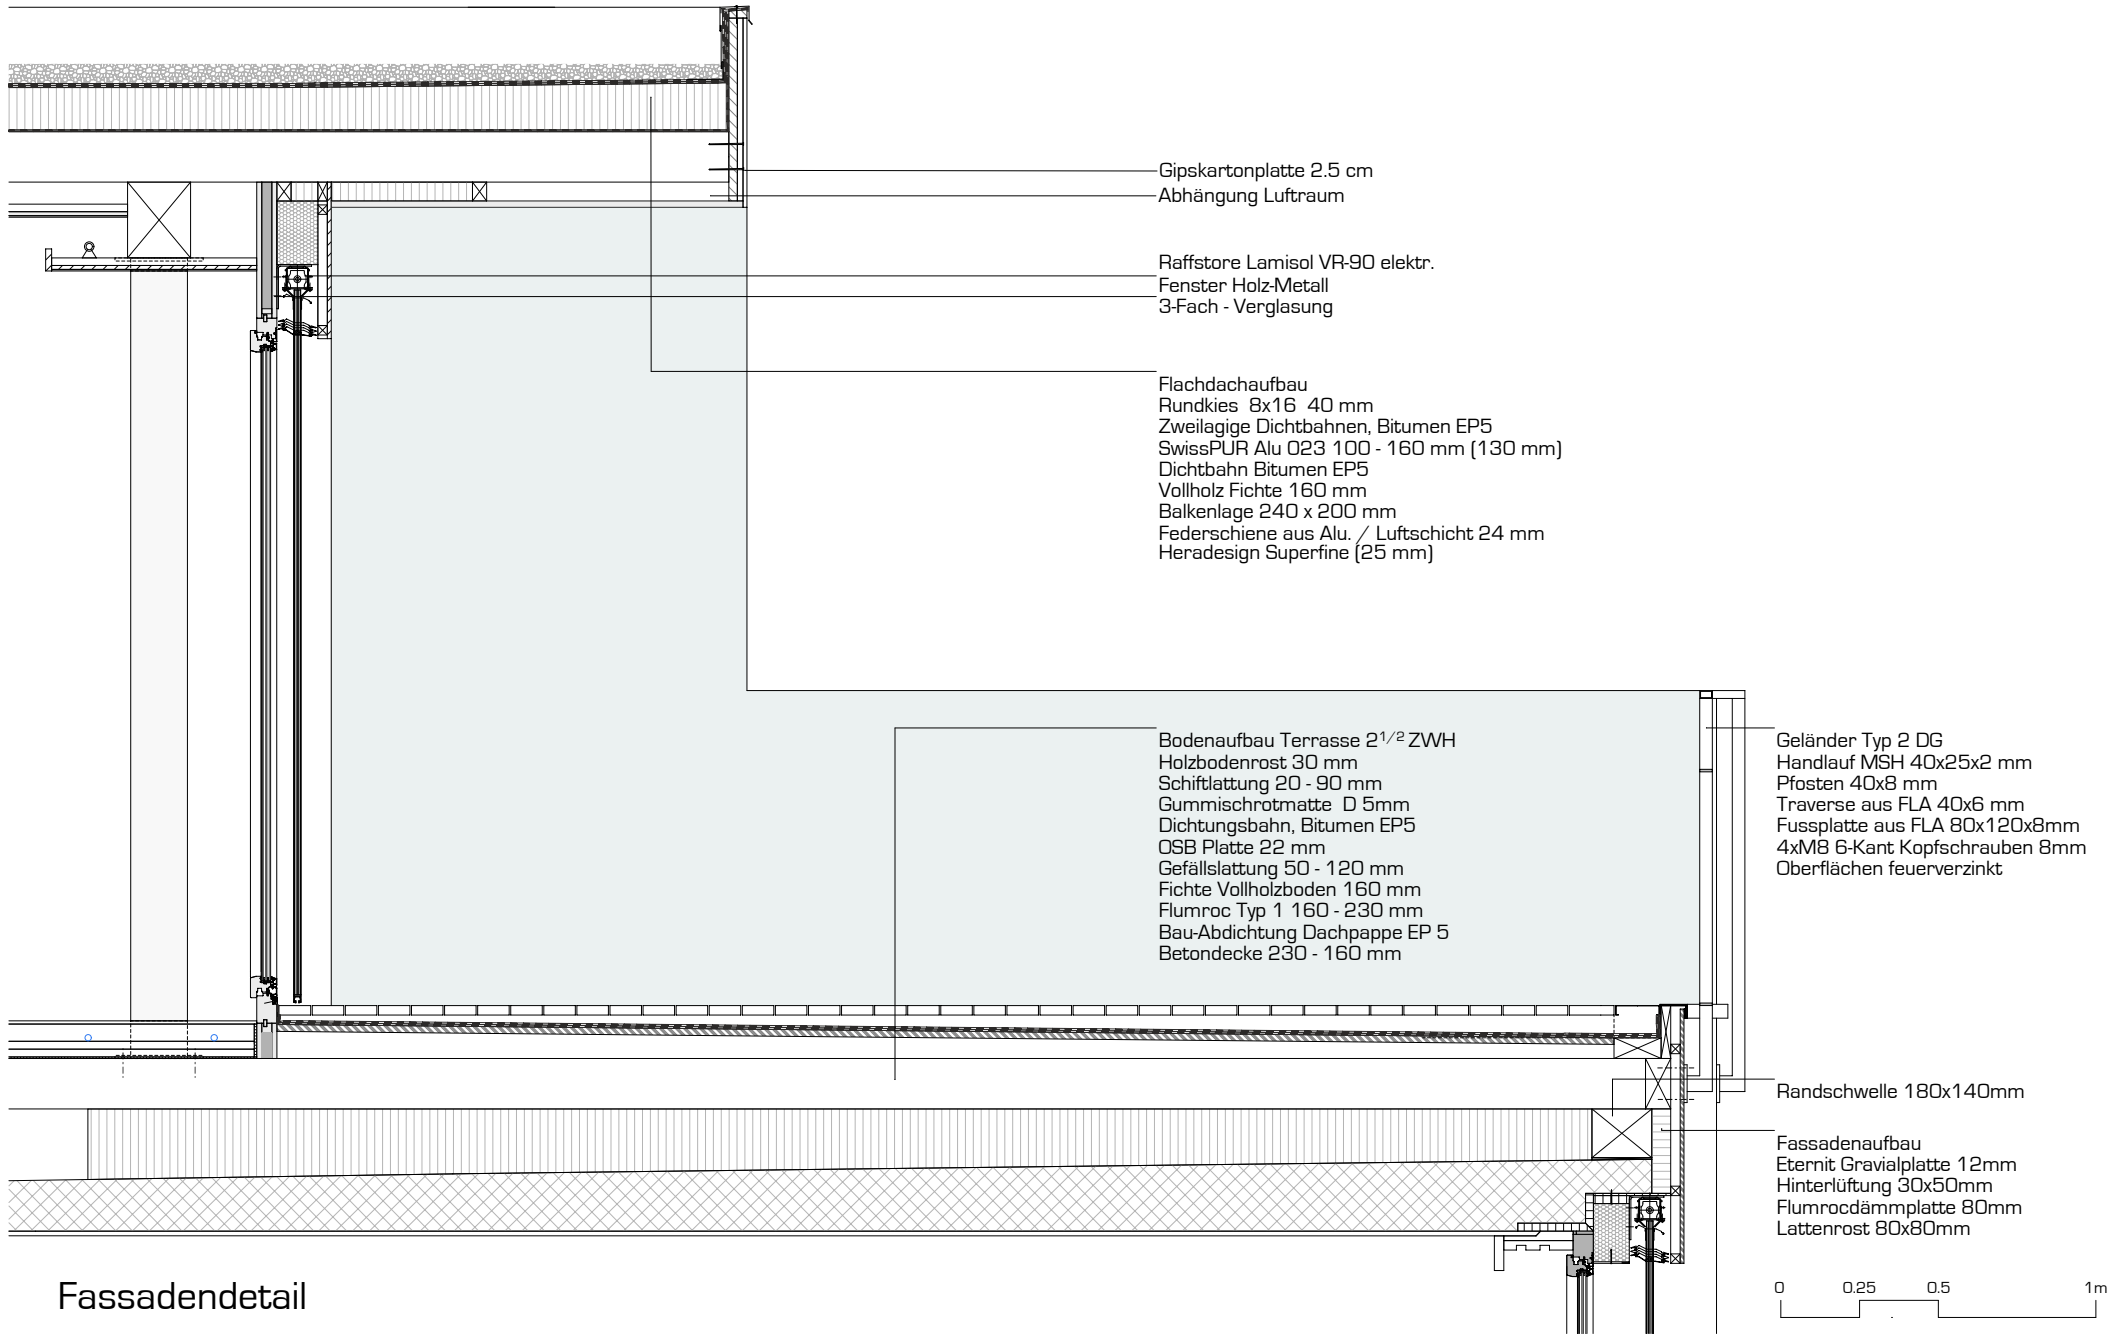 Gipskartonplatte 2.5 cm
Abhängung Luftraum
Raffstore Lamisol VR-90 elektr.
Fenster Holz-Metall
3-Fach - Verglasung
Flachdachaufbau
Rundkies 8x16 40 mm
Zweilagige Dichtbahnen, Bitumen EP5
SwissPUR Alu 023 100 - 160 mm (130 mm)
Dichtbahn Bitumen EP5
Vollholz Fichte 160 mm
Balkenlage 240 x 200 mm
Federschiene aus Alu. / Luftschicht 24 mm
Heradesign Superfine (25 mm)
Bodenaufbau Terrasse 2 1/2 ZWH
Holzbodenrost 30 mm
Schiftlattung 20 - 90 mm
Gummischrotmatte D 5mm
Dichtungsbahn, Bitumen EP5
OSB Platte 22 mm
Gefällslattung 50 - 120 mm
Fichte Vollholzboden 160 mm
Flumroc Typ 1 160 - 230 mm
Bau-Abdichtung Dachpappe EP 5
Betondecke 230 - 160 mm
Geländer Typ 2 DG
Handlauf MSH 40x25x2 mm
Pfosten 40x8 mm
Traverse aus FLA 40x6 mm
Fussplatte aus FLA 80x120x8mm
4xM8 6-Kant Kopfschrauben 8mm
Oberflächen feuerverzinkt
Randschwelle 180x140mm
Fassadenaufbau
Eternit Gravialplatte 12mm
Hinterlüftung 30x50mm
Flumrocdämmplatte 80mm
Lattenrost 80x80mm
Fassadendetail
0 0.25 0.5 1m